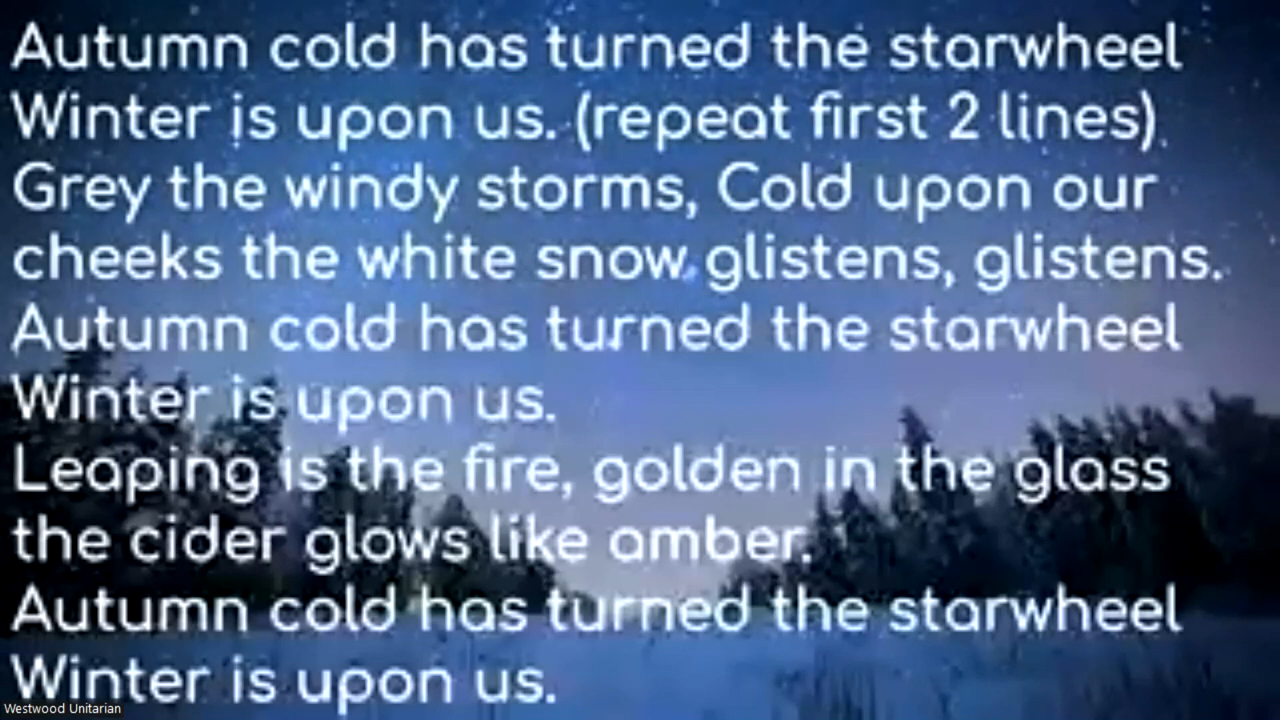 Autumn cold has turned the starwheel
Winter is upon us. (repeat first 2 lines)
Grey the windy storms, Cold upon our
cheeks the white snow glistens, glistens.
Autumn cold has turned the starwheel
Winter is upon us.
Leaping is the fire, golden in the glass
the cider glows like amber.
Autumn cold has turned the starwheel
Winter is upon us.
Westwood Unitarian